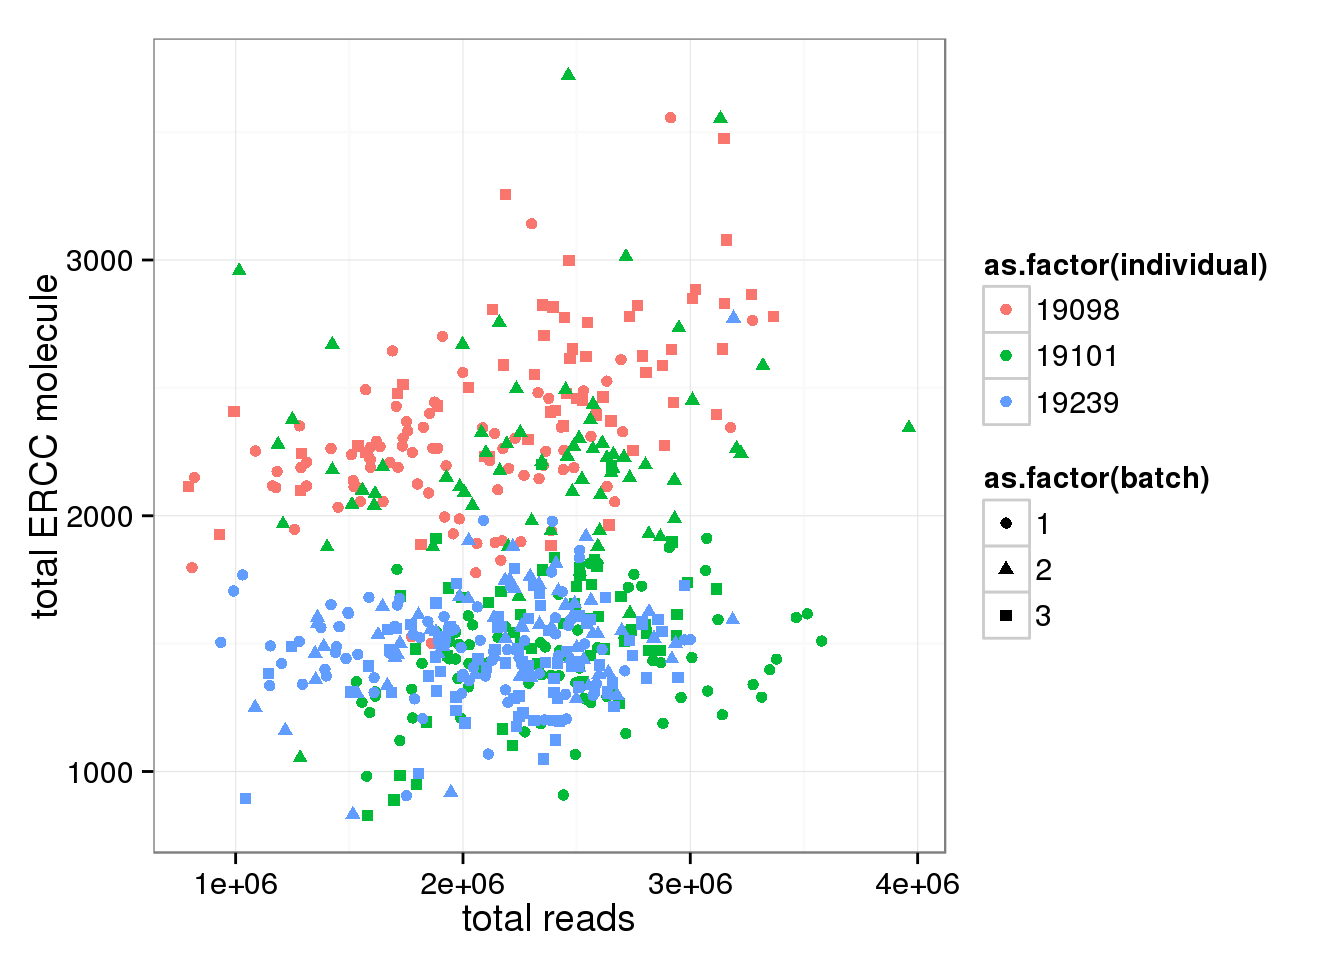 total ERCC molecule
3000
2000
1000
1e+06
2e+06
3e+06
4e+06
total reads
as.factor(individual)
19098
19101
19239
as.factor(batch)
1
2
3